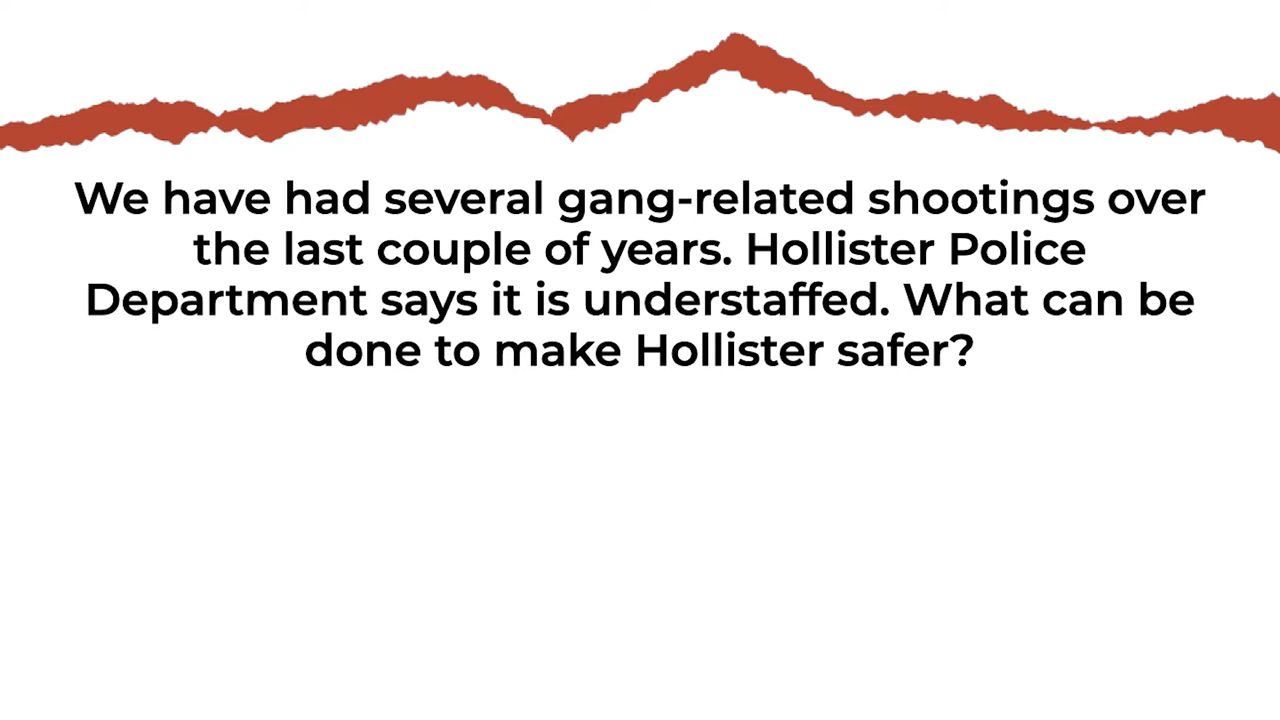 We have had several gang-related shootings over
the last couple of years. Hollister Police
Department says it is understaffed. What can be
done to make Hollister safer?